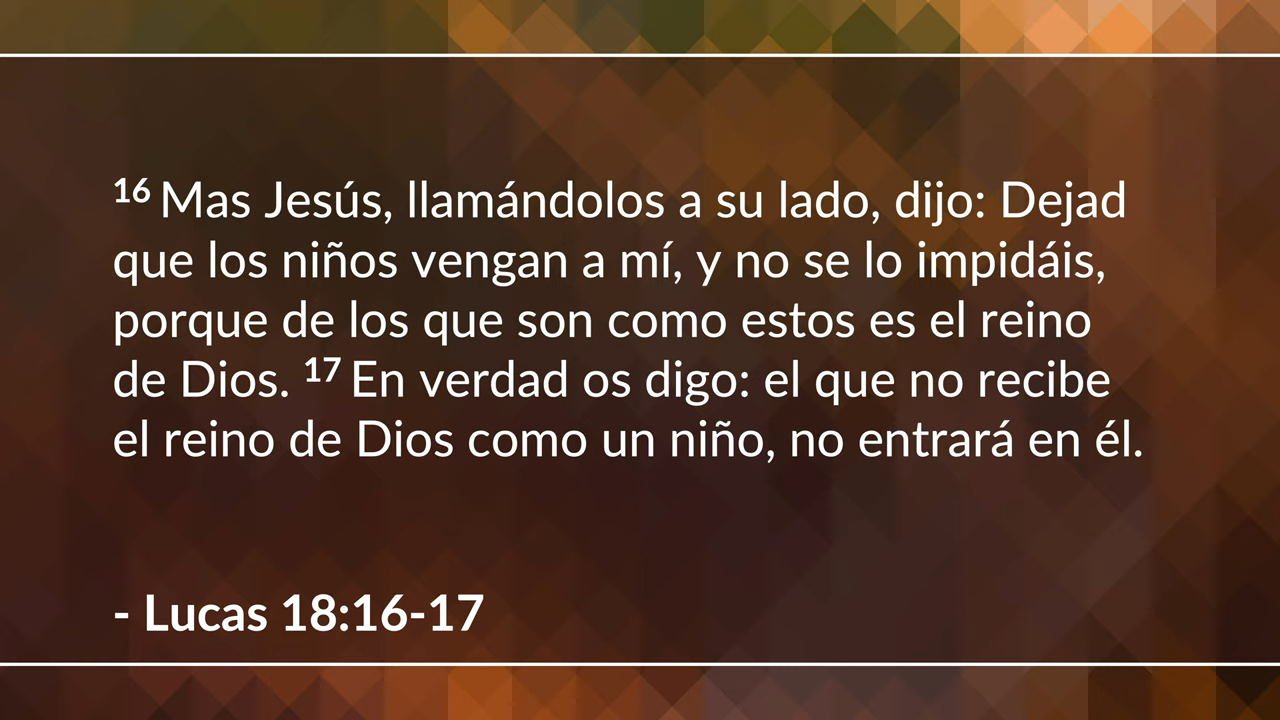 16 Mas Jesús, llamándolos a su lado, dijo: Dejad
que los niños vengan a mí, y no se lo impidáis,
porque de los que son como estos es el reino
de Dios. 17 En verdad os digo: el que no recibe
el reino de Dios como un niño, no entrará en él.
- Lucas 18:16-17